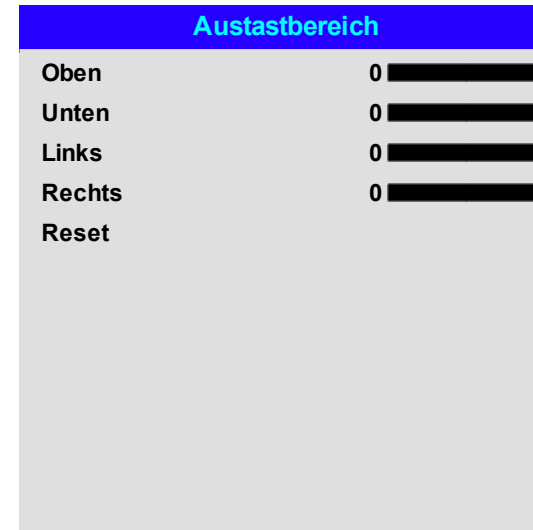 Austastbereich
Oben 0
Unten 0
Links 0
Rechts 0
Reset